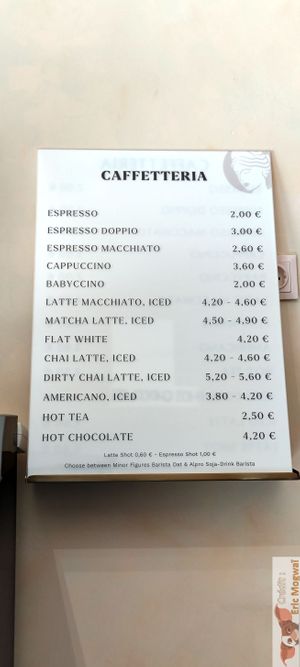 CAFFETTERIA
ESPRESSO 2,00 €
ESPRESSO DOPPIO 3,00 €
ESPRESSO MACCHIATO 2,60 €
CAPPUCCINO 3,60 €
BABYCCINO 2,00 €
LATTE MACCHIATO, ICED 4,20 - 4,60 €
MATCHA LATTE, ICED 4,50 - 4,90 €
FLAT WHITE 4,20 €
CHAI LATTE, ICED 4,20 - 4,60 €
DIRTY CHAI LATTE, ICED 5,20 - 5,60 €
AMERICANO, ICED 3,80 - 4,20 €
HOT TEA 2,50 €
HOT CHOCOLATE 4,20 €
Latte Shot 0,60 € - Espresso Shot 1,00 €
Choose between Minor Figures Barista Oat & Alpro Soja-Drink Barista
Crédit :
Eric Mogwaï